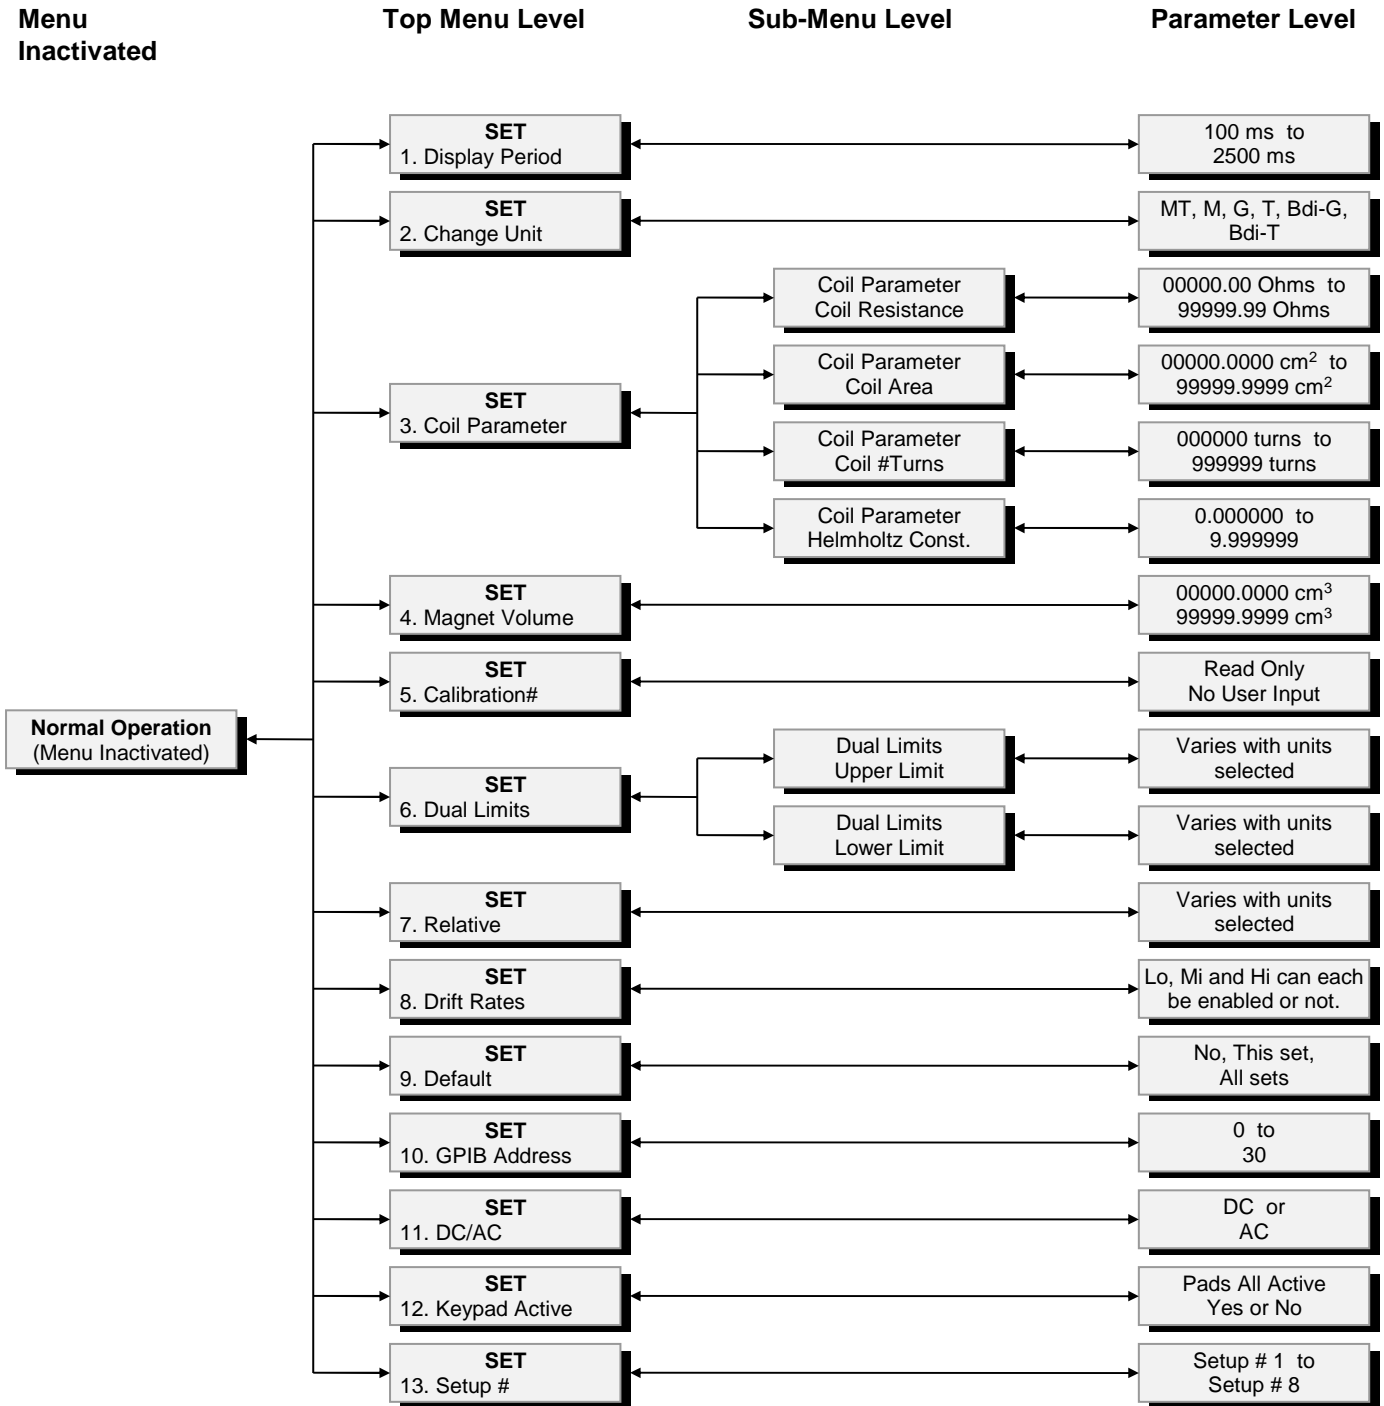 Menu
Inactivated
Top Menu Level
Sub-Menu Level
Parameter Level
SET
1. Display Period
100 ms to
2500 ms
SET
2. Change Unit
MT, M, G, T, Bdi-G,
Bdi-T
SET
3. Coil Parameter
Coil Parameter
Coil Resistance
00000.00 Ohms to
99999.99 Ohms
Coil Parameter
Coil Area
00000.0000 cm² to
99999.9999 cm²
Coil Parameter
Coil #Turns
000000 turns to
999999 turns
Coil Parameter
Helmholtz Const.
0.000000 to
9.999999
SET
4. Magnet Volume
00000.0000 cm³
99999.9999 cm³
SET
5. Calibration#
Read Only
No User Input
Normal Operation
(Menu Inactivated)
SET
6. Dual Limits
Dual Limits
Upper Limit
Varies with units
selected
Dual Limits
Lower Limit
Varies with units
selected
SET
7. Relative
Varies with units
selected
SET
8. Drift Rates
Lo, Mi and Hi can each
be enabled or not.
SET
9. Default
No, This set,
All sets
SET
10. GPIB Address
0 to
30
SET
11. DC/AC
DC or
AC
SET
12. Keypad Active
Pads All Active
Yes or No
SET
13. Setup #
Setup # 1 to
Setup # 8